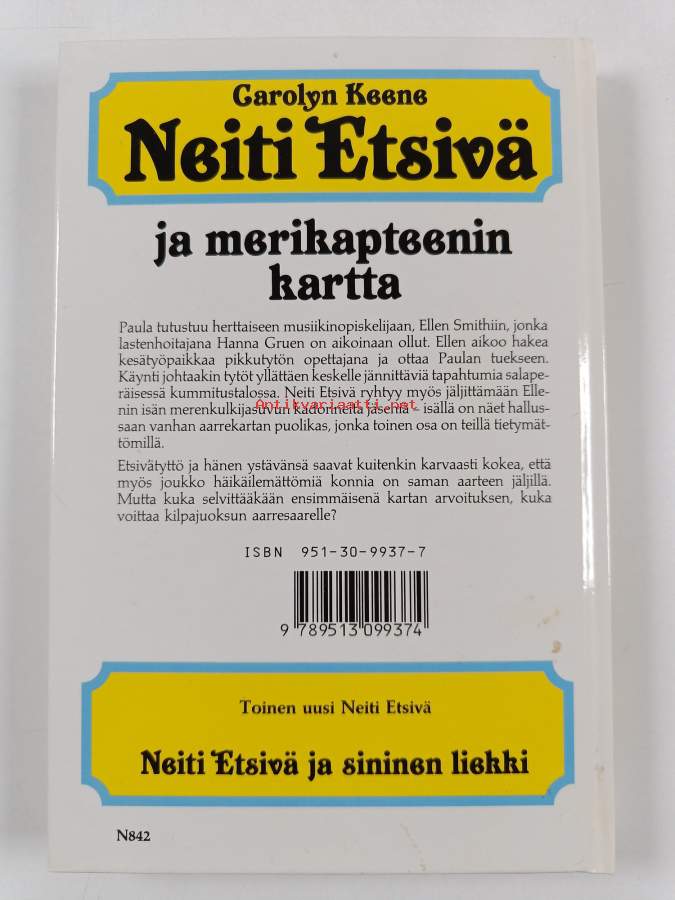 Carolyn Keene
Neiti Etsivä
ja merikapteenin
kartta
Paula tutustuu herttaiseen musiikinopiskelijaan, Ellen Smithiin, jonka
lastenhoitajana Hanna Gruen on aikoinaan ollut. Ellen aikoo hakea
kesätyöpaikkaa pikkutytön opettajana ja ottaa Paulan tuekseen.
Käynti johtaakin tytöt yllättäen keskelle jännittäviä tapahtumia salape-
räisessä kummitustalossa. Neiti Etsivä ryhtyy myös jäljittämään Elle-
nin isän merenkulkijasuvun kadonneita jäseniä - isällä on näet hallus-
Antikvariaatti.net
saan vanhan aarrekartan puolikas, jonka toinen osa on teillä tietymät-
tömillä.
Etsivätyttö ja hänen ystävänsä saavat kuitenkin karvaasti kokea, että
myös joukko häikäilemättömiä konnia on saman aarteen jäljillä.
Mutta kuka selvittääkään ensimmäisenä kartan arvoituksen, kuka
voittaa kilpajuoksun aarresaarelle?
ISBN 951-30-9937-7
9 789513 099374
Toinen uusi Neiti Etsivä
Neiti Etsivä ja sininen liekki
N842